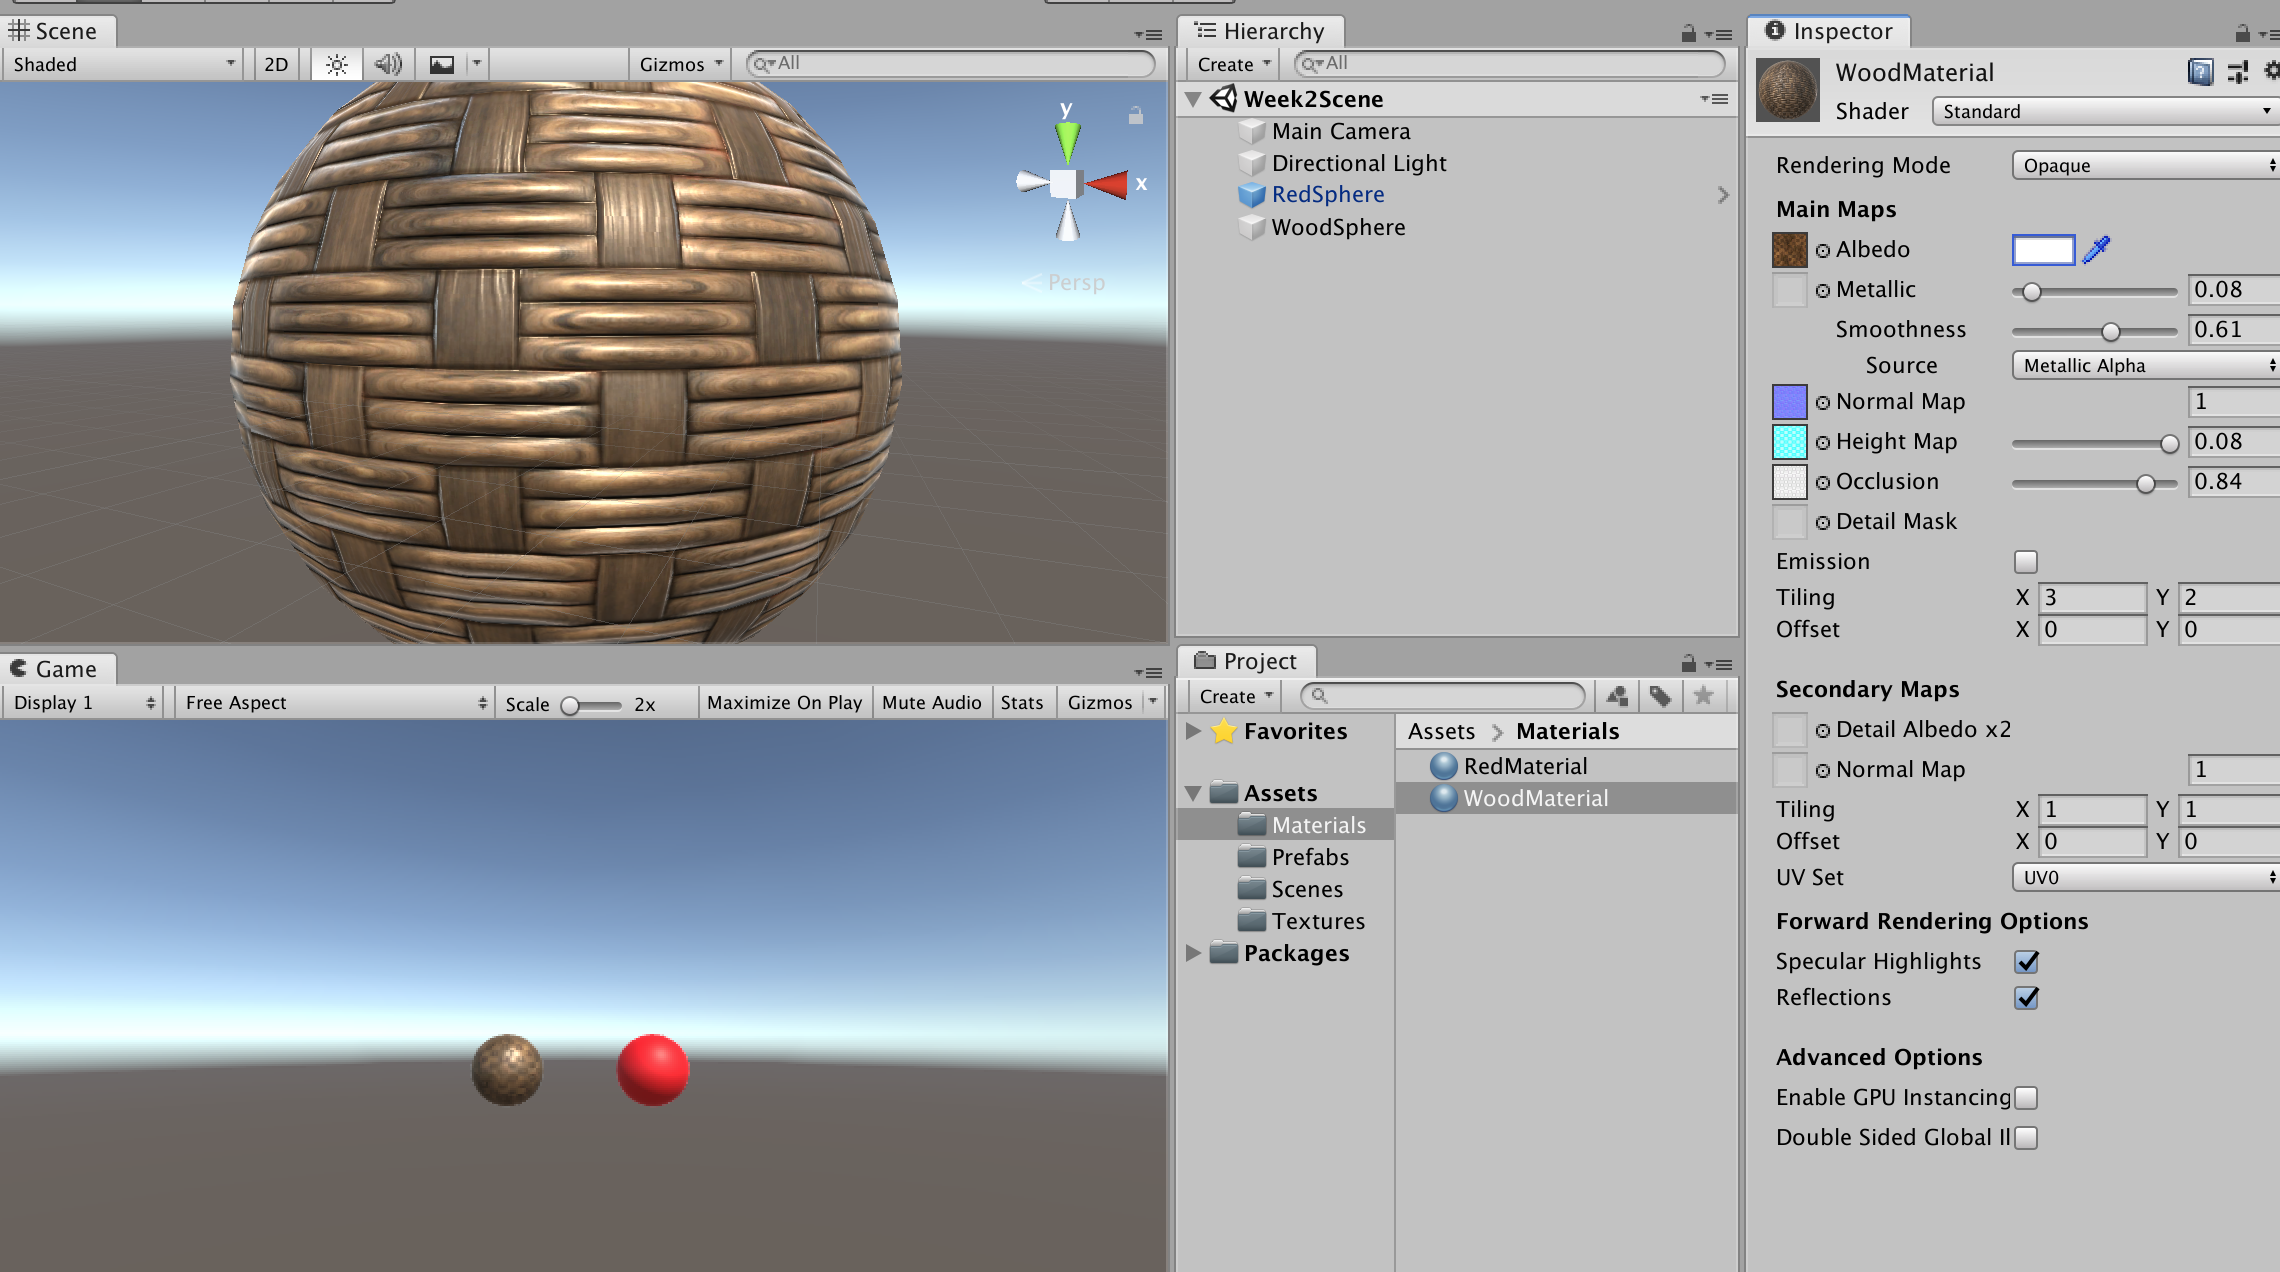 Scene
Shaded
2D
Gizmos
All
y
x
Persp
Game
Display 1
Free Aspect
Scale
2x
Maximize On Play
Mute Audio
Stats
Gizmos
Hierarchy
Create
All
Week2Scene
Main Camera
Directional Light
RedSphere
WoodSphere
Project
Create
Favorites
Assets
Materials
Prefabs
Scenes
Textures
Packages
Assets > Materials
RedMaterial
WoodMaterial
Inspector
WoodMaterial
Shader Standard
Rendering Mode Opaque
Main Maps
Albedo
Metallic 0.08
Smoothness 0.61
Source Metallic Alpha
Normal Map 1
Height Map 0.08
Occlusion 0.84
Detail Mask
Emission
Tiling X 3 Y 2
Offset X 0 Y 0
Secondary Maps
Detail Albedo x2
Normal Map 1
Tiling X 1 Y 1
Offset X 0 Y 0
UV Set UV0
Forward Rendering Options
Specular Highlights
Reflections
Advanced Options
Enable GPU Instancing
Double Sided Global Il